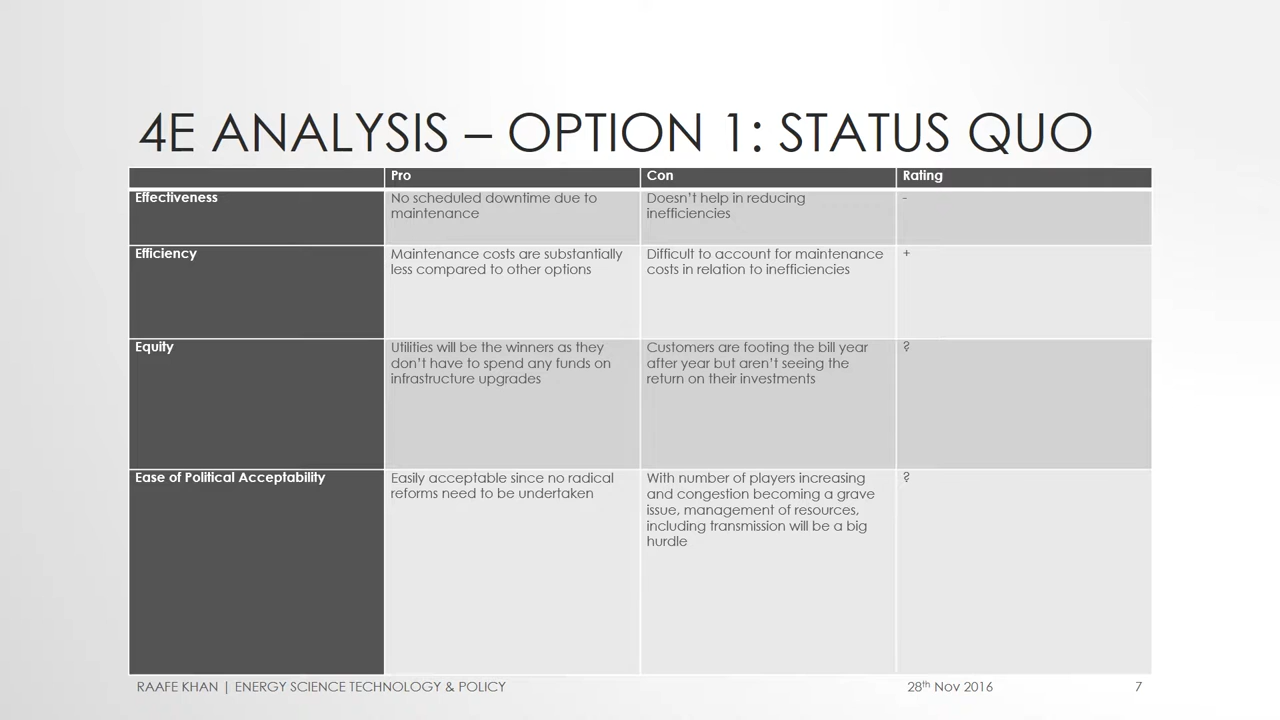 4E ANALYSIS – OPTION 1: STATUS QUO
Pro
Con
Rating
Effectiveness
No scheduled downtime due to
maintenance
Doesn't help in reducing
inefficiencies
-
Efficiency
Maintenance costs are substantially
less compared to other options
Difficult to account for maintenance
costs in relation to inefficiencies
+
Equity
Utilities will be the winners as they
don't have to spend any funds on
infrastructure upgrades
Customers are footing the bill year
after year but aren't seeing the
return on their investments
?
Ease of Political Acceptability
Easily acceptable since no radical
reforms need to be undertaken
With number of players increasing
and congestion becoming a grave
issue, management of resources,
including transmission will be a big
hurdle
?
RAAFE KHAN | ENERGY SCIENCE TECHNOLOGY & POLICY
28th Nov 2016
7